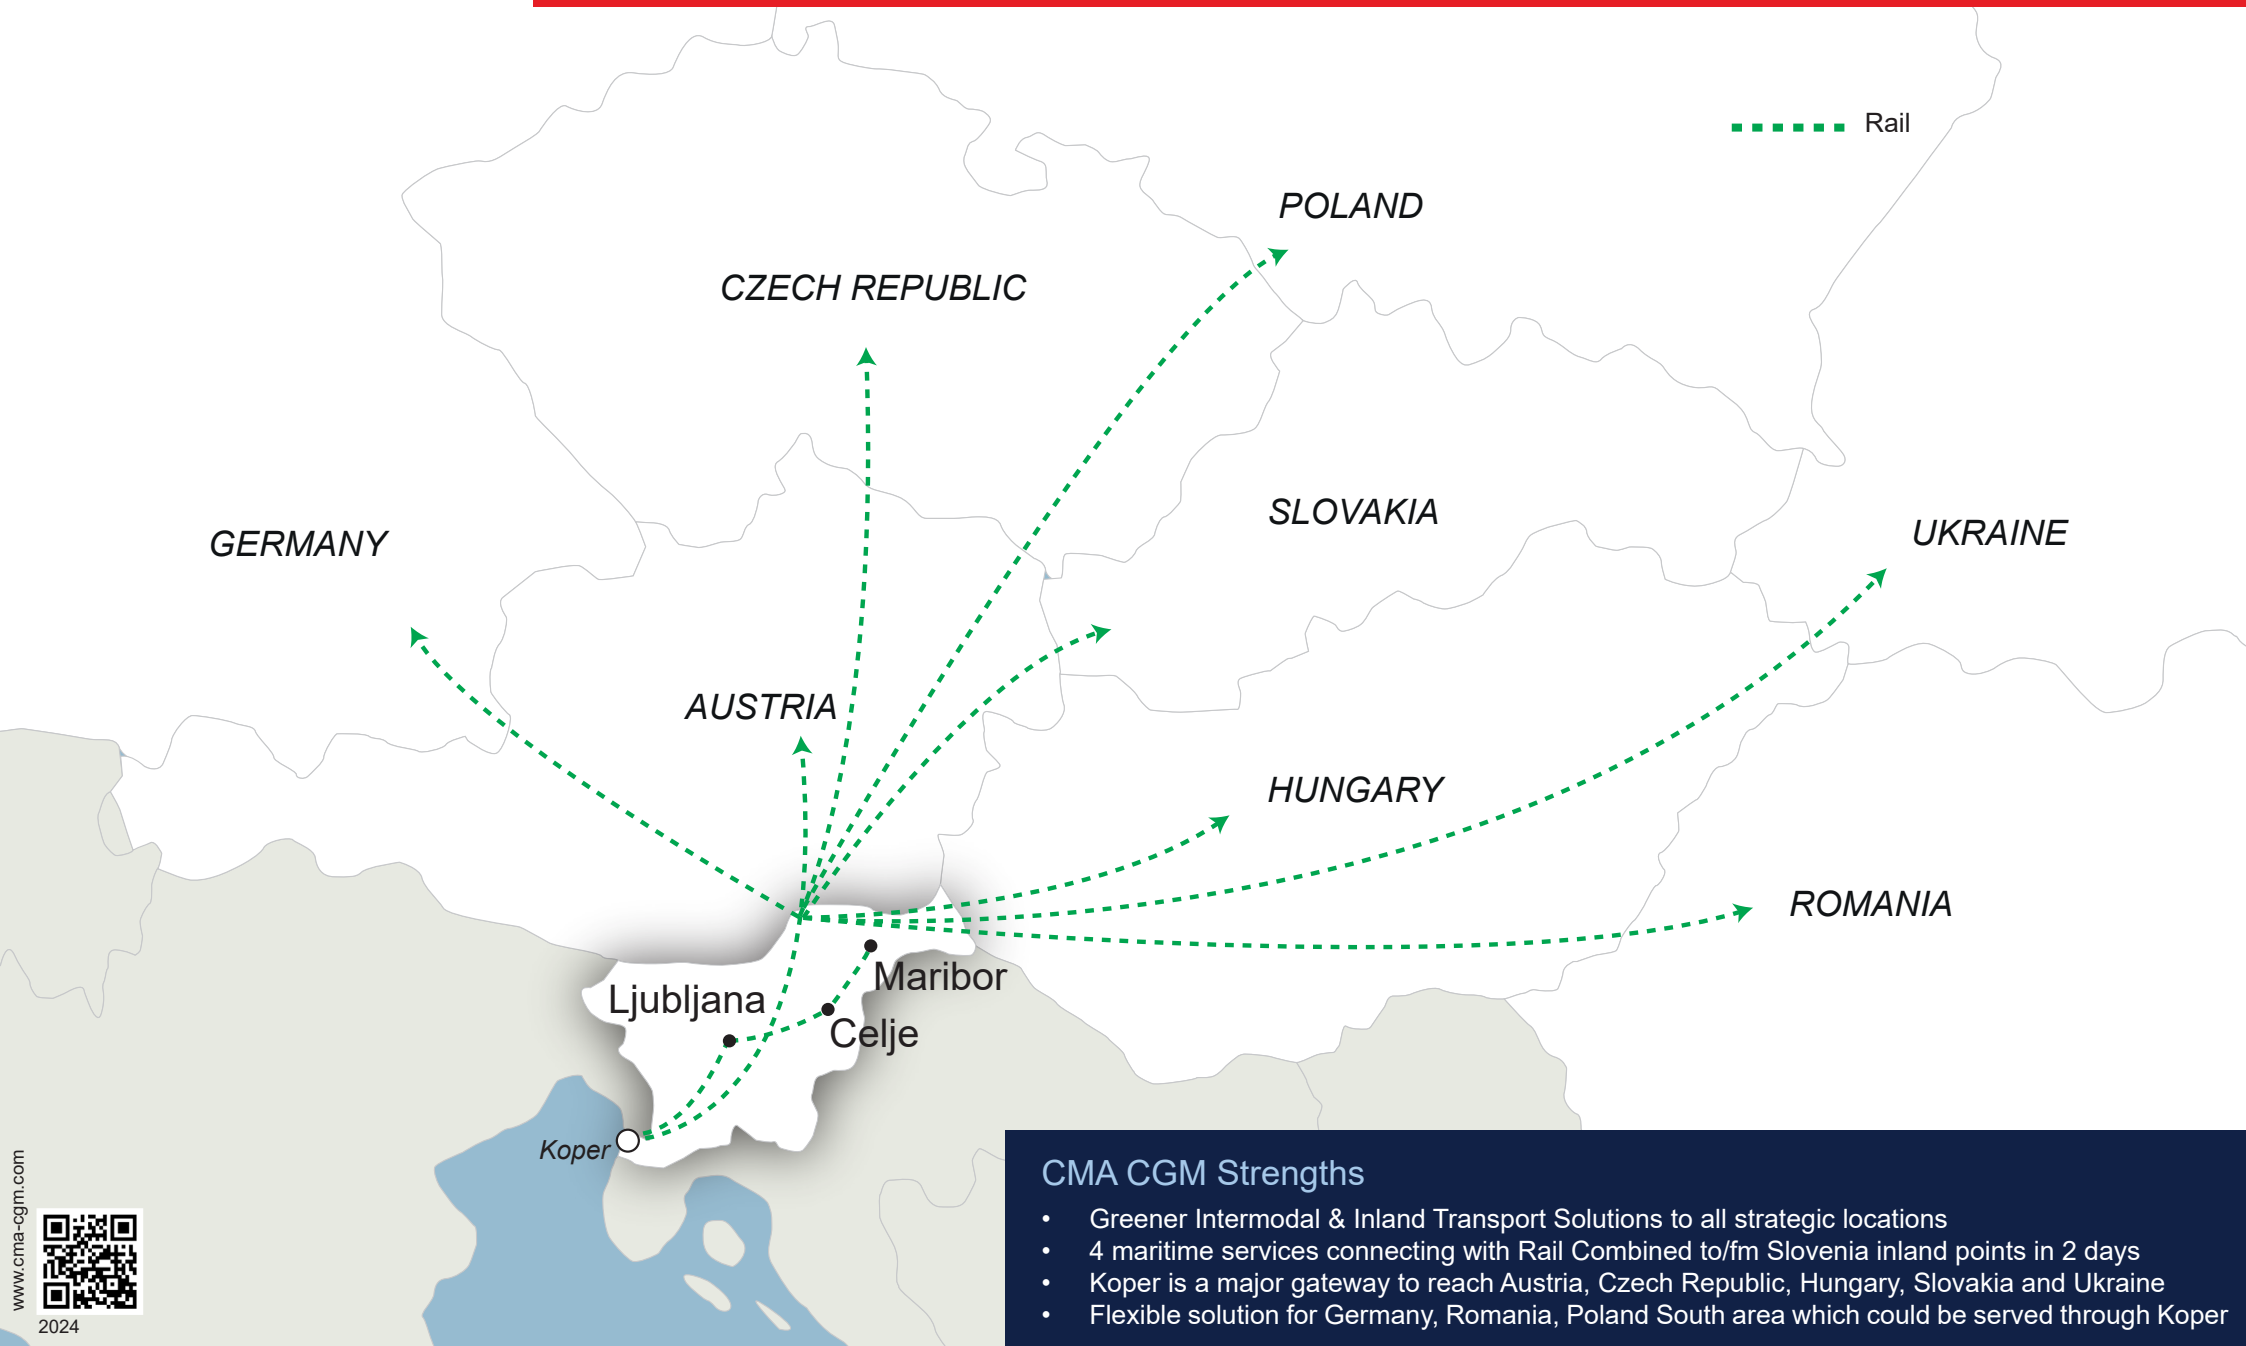 Rail
POLAND
CZECH REPUBLIC
SLOVAKIA
UKRAINE
GERMANY
AUSTRIA
HUNGARY
ROMANIA
Maribor
Ljubljana
Celje
Koper
www.cma-cgm.com
2024
CMA CGM Strengths
• Greener Intermodal & Inland Transport Solutions to all strategic locations
• 4 maritime services connecting with Rail Combined to/fm Slovenia inland points in 2 days
• Koper is a major gateway to reach Austria, Czech Republic, Hungary, Slovakia and Ukraine
• Flexible solution for Germany, Romania, Poland South area which could be served through Koper